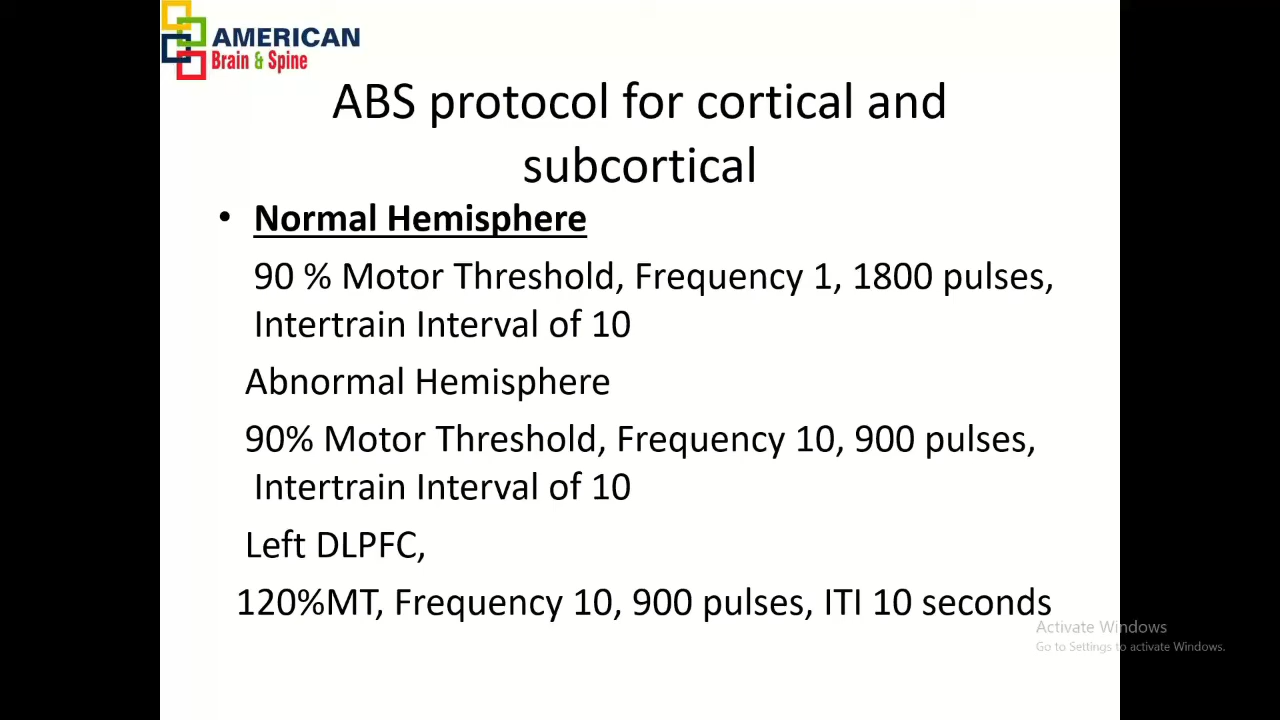 AMERICAN
Brain & Spine
ABS protocol for cortical and
subcortical
• Normal Hemisphere
90 % Motor Threshold, Frequency 1, 1800 pulses,
Intertrain Interval of 10
Abnormal Hemisphere
90% Motor Threshold, Frequency 10, 900 pulses,
Intertrain Interval of 10
Left DLPFC,
120%MT, Frequency 10, 900 pulses, ITI 10 seconds
Activate Windows
Go to Settings to activate Windows.